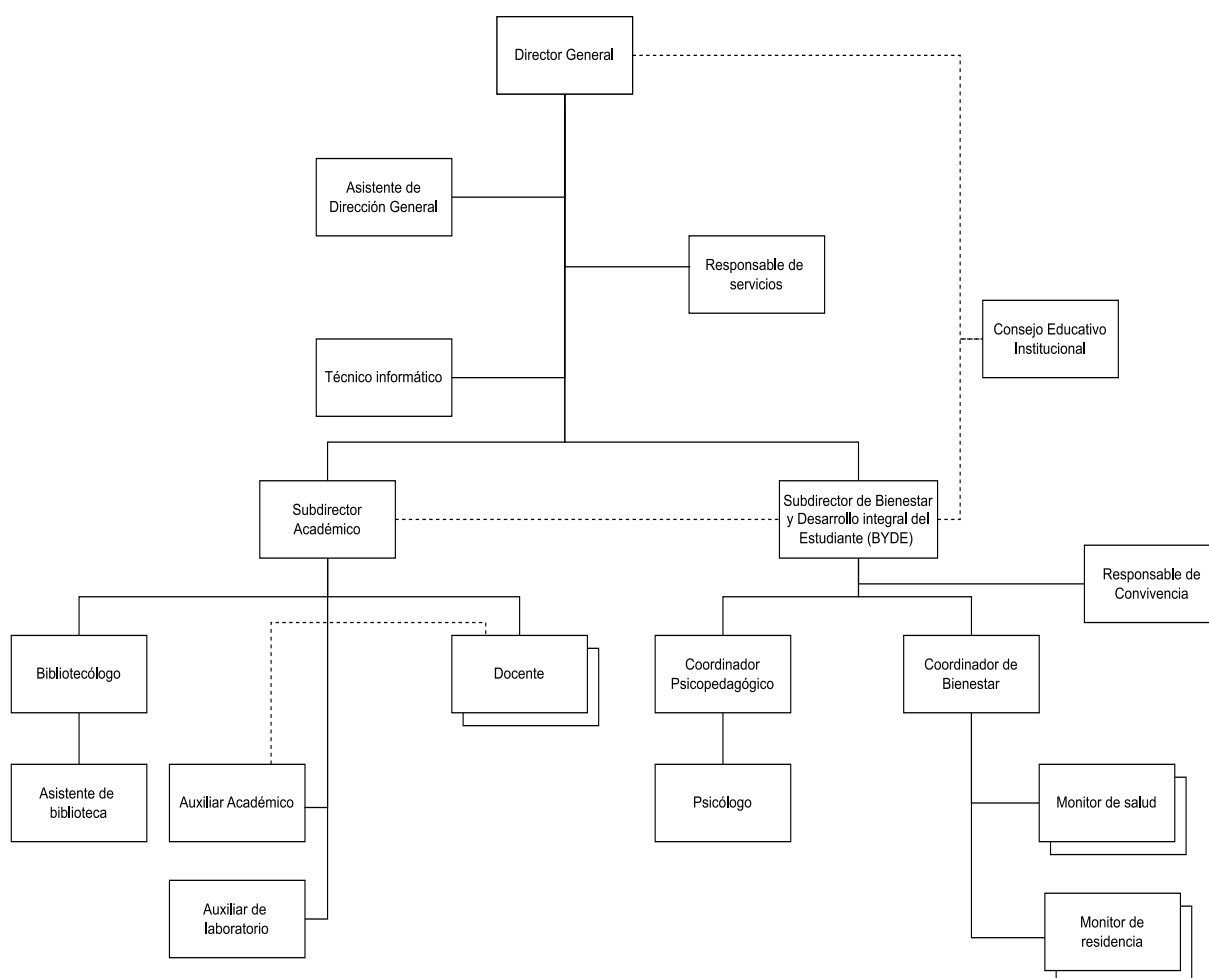 Director General
Asistente de
Dirección General
Responsable de
servicios
Consejo Educativo
Institucional
Técnico informático
Subdirector
Académico
Subdirector de Bienestar
y Desarrollo integral del
Estudiante (BYDE)
Responsable de
Convivencia
Bibliotecólogo
Docente
Coordinador
Psicopedagógico
Coordinador de
Bienestar
Asistente de
biblioteca
Auxiliar Académico
Psicólogo
Monitor de salud
Auxiliar de
laboratorio
Monitor de
residencia